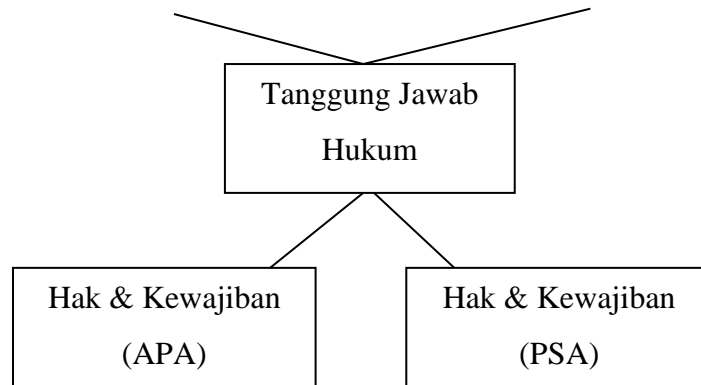 Tanggung Jawab
Hukum
Hak & Kewajiban
(APA)
Hak & Kewajiban
(PSA)